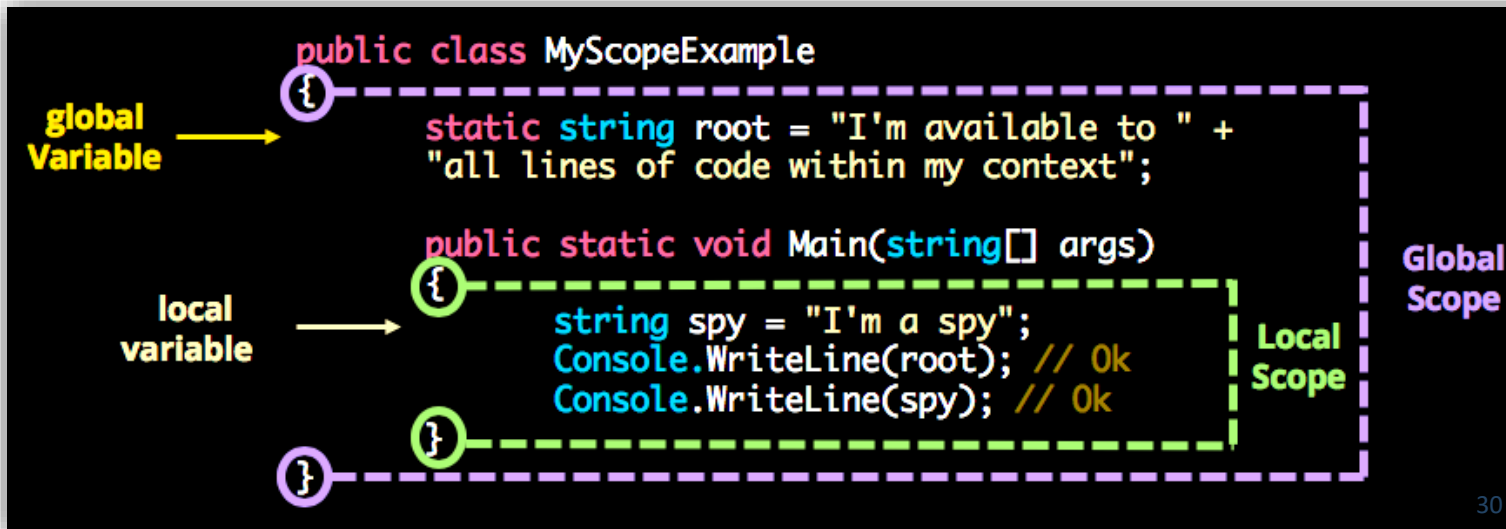 public class MyScopeExample
{
global
Variable
static string root = "I'm available to " +
"all lines of code within my context";
public static void Main(string[] args)
{
local
variable
string spy = "I'm a spy";
Console.WriteLine(root); // Ok
Console.WriteLine(spy); // Ok
}
}
Local
Scope
Global
Scope
30